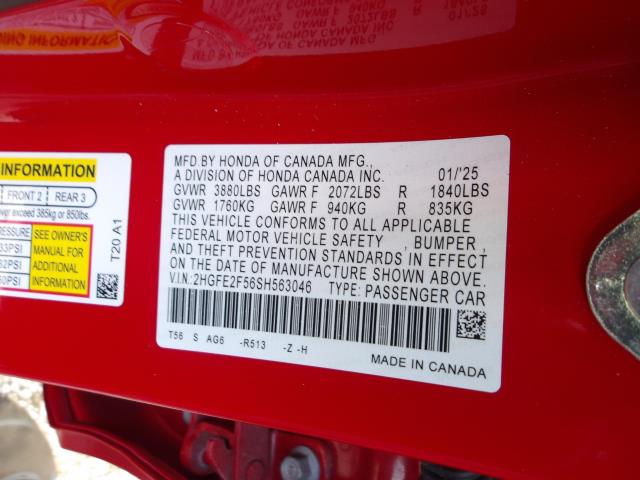 MFD.BY HONDA OF CANADA MFG.,
A DIVISION OF HONDA CANADA INC. 01/'25
GVWR 3880LBS GAWR F 2072LBS R 1840LBS
GVWR 1760KG GAWR F 940KG R 835KG
THIS VEHICLE CONFORMS TO ALL APPLICABLE
FEDERAL MOTOR VEHICLE SAFETY , BUMPER ,
AND THEFT PREVENTION STANDARDS IN EFFECT
ON THE DATE OF MANUFACTURE SHOWN ABOVE.
V.I.N:2HGFE2F56SH563046 TYPE: PASSENGER CAR
T56 S AG6 -R513 -Z -H
MADE IN CANADA
INFORMATION
FRONT 2 REAR 3
exceed 385kg or 850lbs.
SEE OWNER'S
MANUAL FOR
ADDITIONAL
INFORMATION
T20 A1